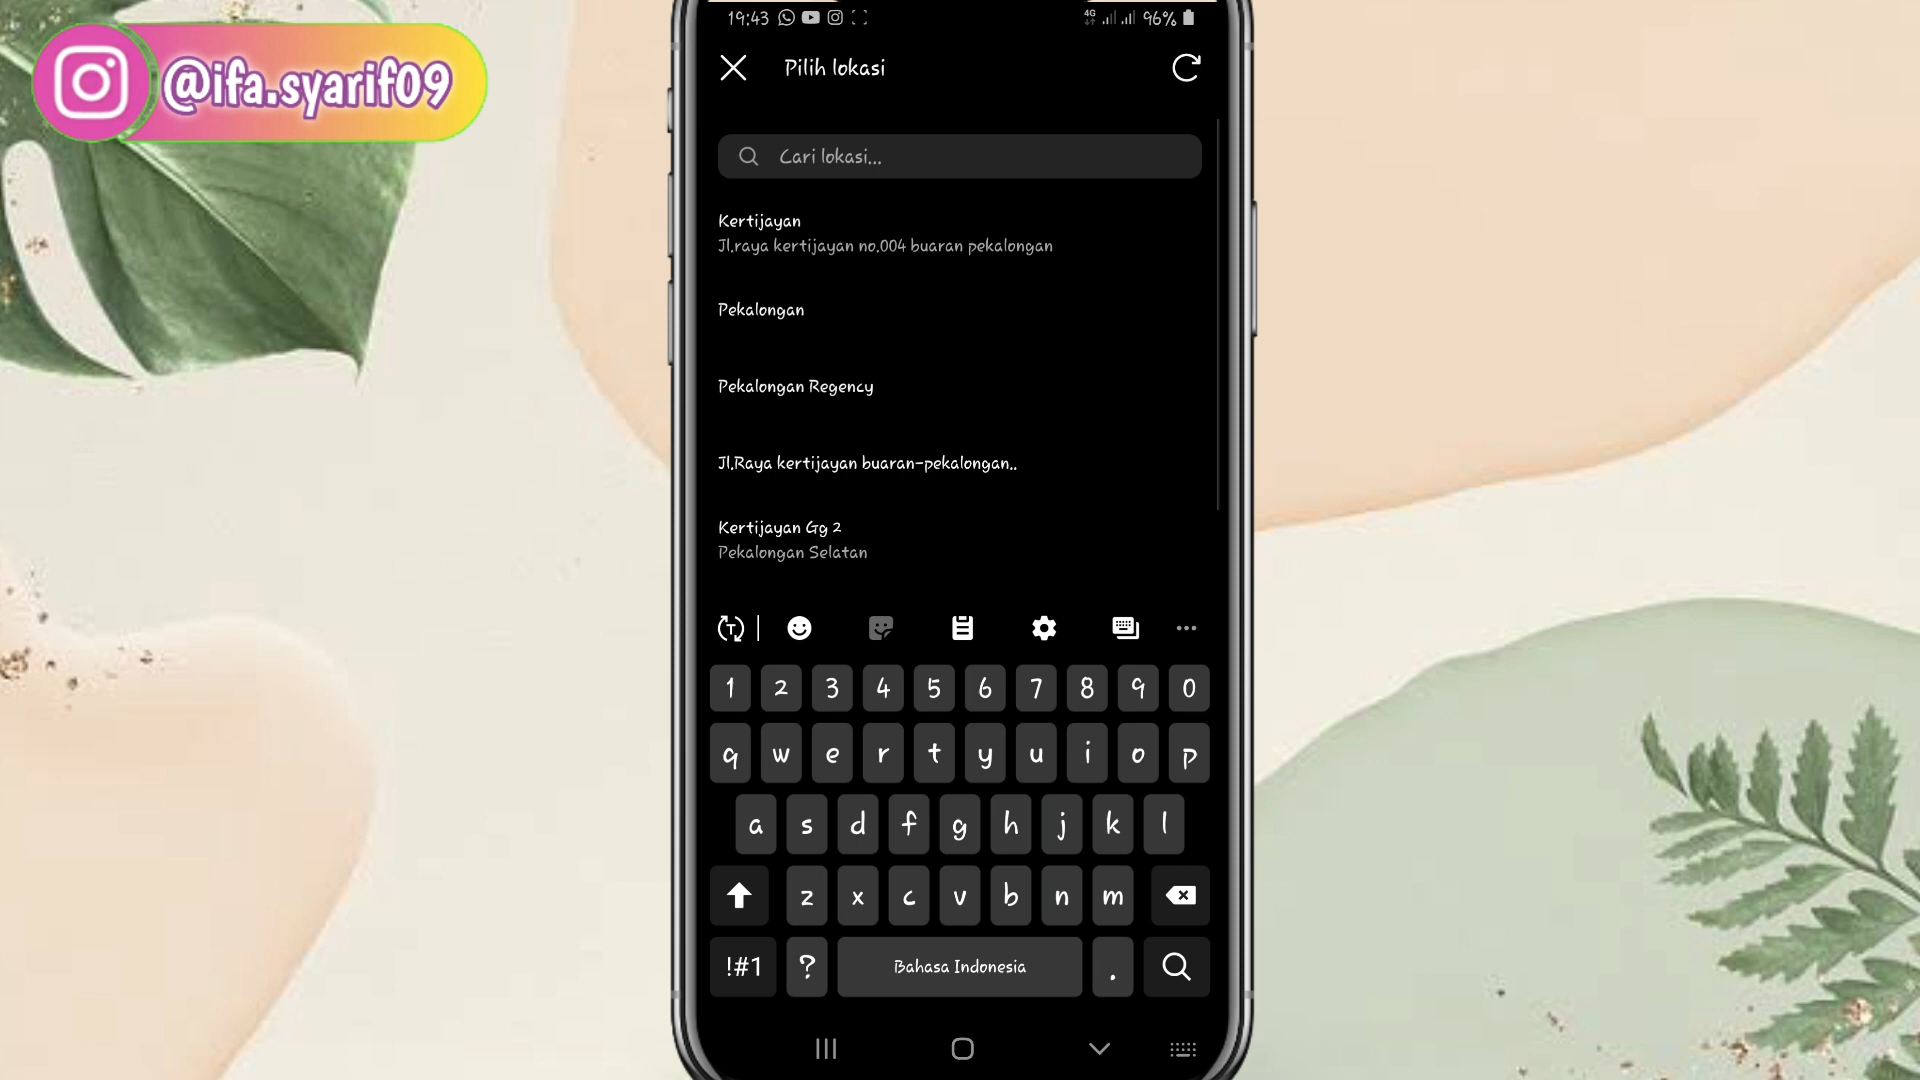 @ifa.syarif09
19:43
4G
96%
Pilih lokasi
Cari lokasi...
Kertijayan
Jl.raya kertijayan no.004 buaran pekalongan
Pekalongan
Pekalongan Regency
Jl.Raya kertijayan buaran-pekalongan..
Kertijayan Gg 2
Pekalongan Selatan
T
1 2 3 4 5 6 7 8 9 0
q w e r t y u i o p
a s d f g h j k l
z x c v b n m
!#1 ? Bahasa Indonesia .